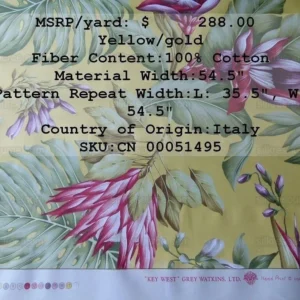 MSRP/yard: $ 288.00
Yellow/gold
Fiber Content:100% Cotton
Material Width:54.5"
Pattern Repeat Width:L: 35.5", W:
54.5"
Country of Origin:Italy
SKU:CN 00051495
"KEY WEST" GREY WATKINS, LTD.